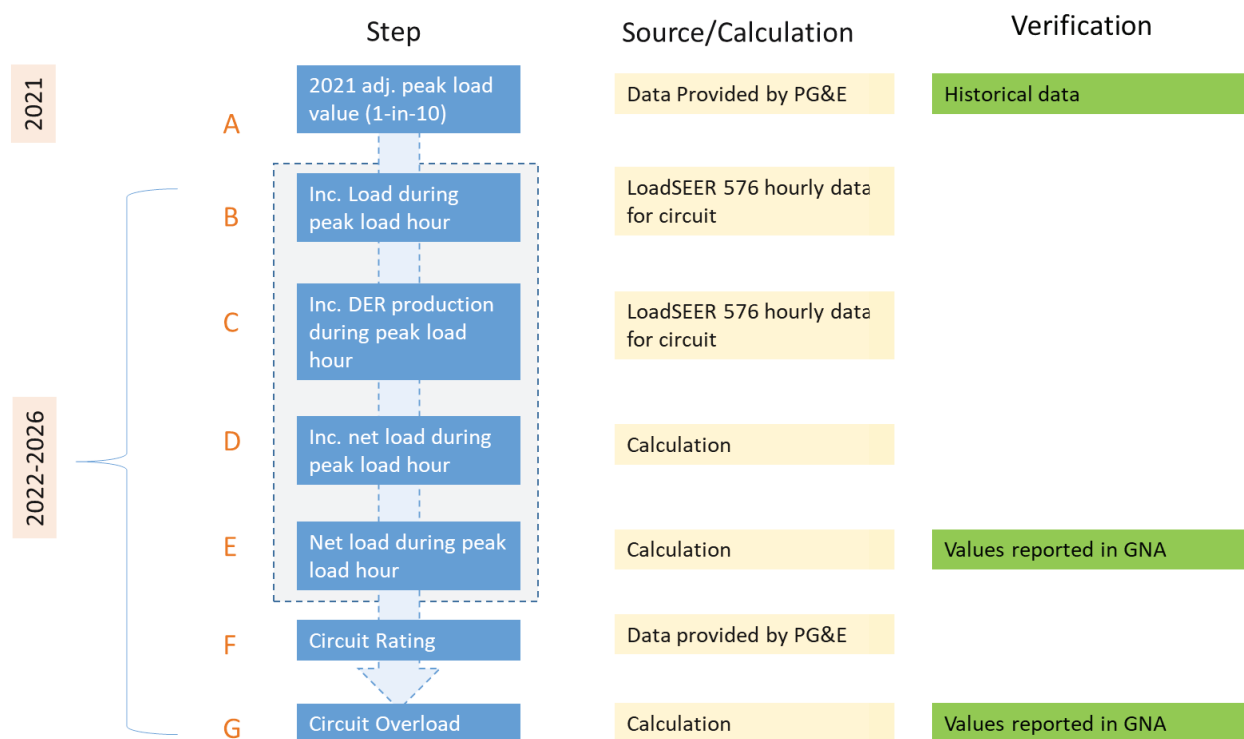 Step
Source/Calculation
Verification
2021
A
2021 adj. peak load
value (1-in-10)
Data Provided by PG&E
Historical data
2022-2026
B
Inc. Load during
peak load hour
LoadSEER 576 hourly data
for circuit
C
Inc. DER production
during peak load
hour
LoadSEER 576 hourly data
for circuit
D
Inc. net load during
peak load hour
Calculation
E
Net load during peak
load hour
Calculation
Values reported in GNA
F
Circuit Rating
Data provided by PG&E
G
Circuit Overload
Calculation
Values reported in GNA